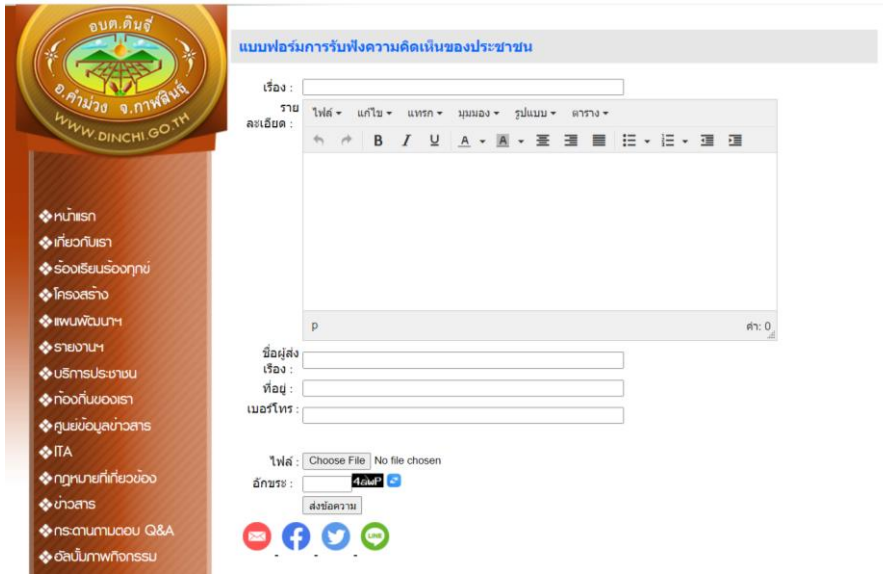 อบต.ดินจี่
อ.คำม่วง จ.กาฬสินธุ์
WWW.DINCHI.GO.TH
หน้าแรก
เกี่ยวกับเรา
ร้องเรียนร้องทุกข์
โครงสร้าง
แผนพัฒนาฯ
รายงานฯ
บริการประชาชน
ท้องถิ่นของเรา
ศูนย์ข้อมูลข่าวสาร
ITA
กฎหมายที่เกี่ยวข้อง
ข่าวสาร
กระดานถามตอบ Q&A
อัลบั้มภาพกิจกรรม
แบบฟอร์มการรับฟังความคิดเห็นของประชาชน
เรื่อง :
ราย
ละเอียด :
ไฟล์ แก้ไข แทรก มุมมอง รูปแบบ ตาราง
B I U A A
p คำ: 0
ชื่อผู้ส่ง
เรื่อง :
ที่อยู่ :
เบอร์โทร :
ไฟล์ : Choose File No file chosen
อักขระ :
ส่งข้อความ
LINE